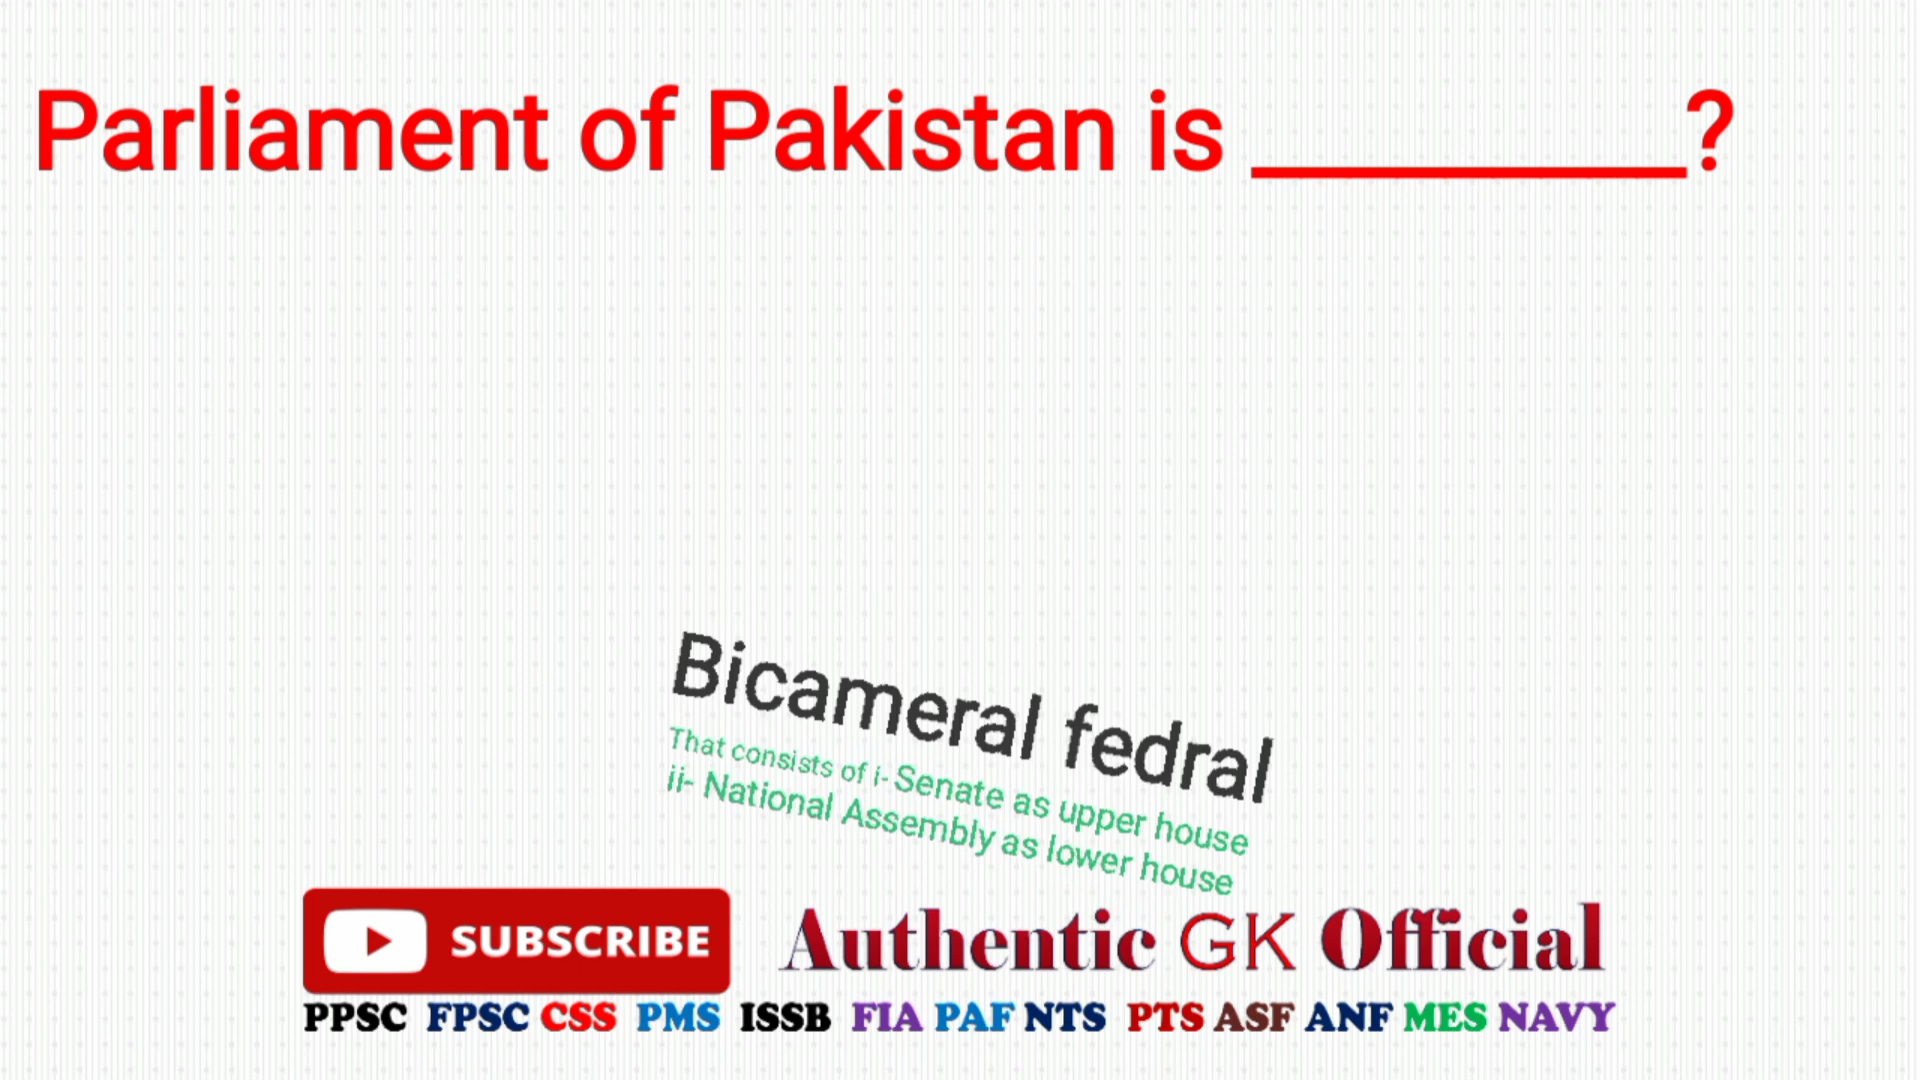 Parliament of Pakistan is ________?
Bicameral fedral
That consists of i- Senate as upper house
ii- National Assembly as lower house
SUBSCRIBE Authentic GK Official
PPSC FPSC CSS PMS ISSB FIA PAF NTS PTS ASF ANF MES NAVY